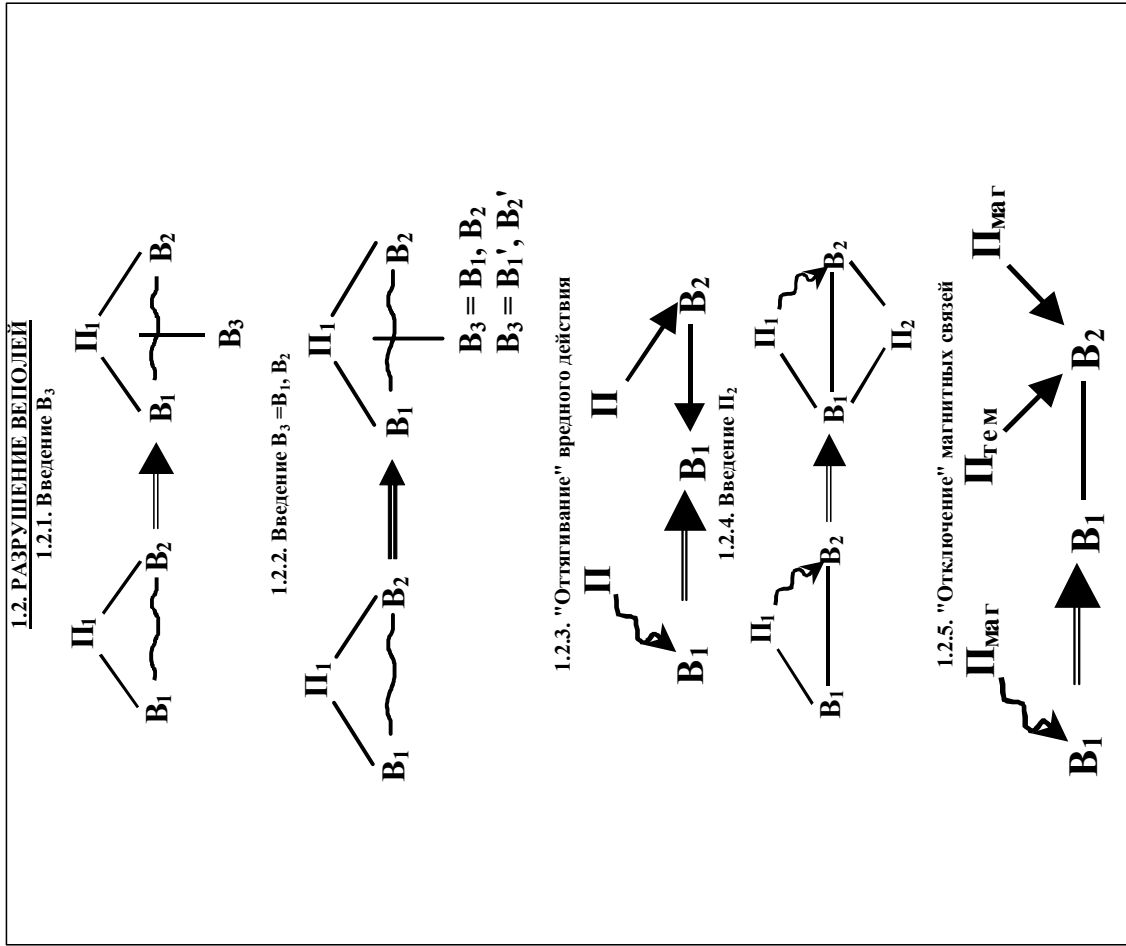 1.2. РАЗРУШЕНИЕ ВЕПОЛЕЙ
1.2.1. Введение В₃
П₁
В₁
В₂
П₁
В₁
В₂
В₃
1.2.2. Введение В₃ =В₁, В₂
П₁
В₁
В₂
П₁
В₁
В₂
В₃ = В₁, В₂
В₃ = В₁', В₂'
1.2.3. "Оттягивание" вредного действия
П
В₁
П
В₁
В₂
1.2.4. Введение П₂
П₁
В₁
В₂
П₁
В₁
В₂
П₂
1.2.5. "Отключение" магнитных связей
Пмаг
В₁
Птем
Пмаг
В₁
В₂